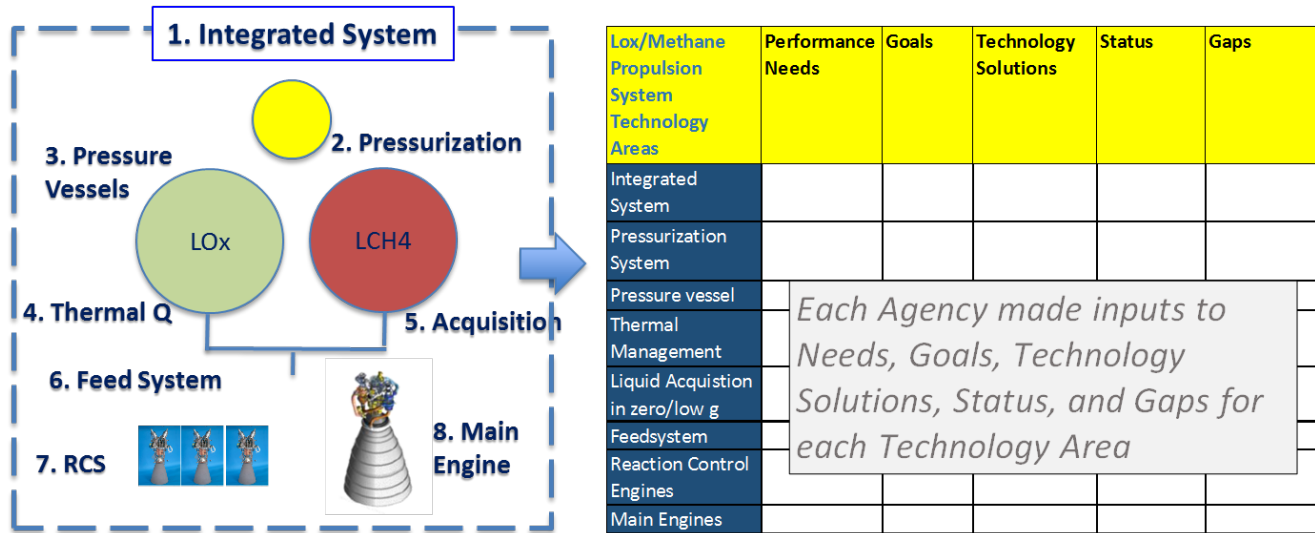 1. Integrated System
2. Pressurization
3. Pressure
Vessels
LOx
LCH4
4. Thermal Q
5. Acquisition
6. Feed System
7. RCS
8. Main
Engine
Lox/Methane
Propulsion
System
Technology
Areas
Performance
Needs
Goals
Technology
Solutions
Status
Gaps
Integrated
System
Pressurization
System
Pressure vessel
Thermal
Management
Liquid Acquistion
in zero/low g
Feedsystem
Reaction Control
Engines
Main Engines
Each Agency made inputs to
Needs, Goals, Technology
Solutions, Status, and Gaps for
each Technology Area